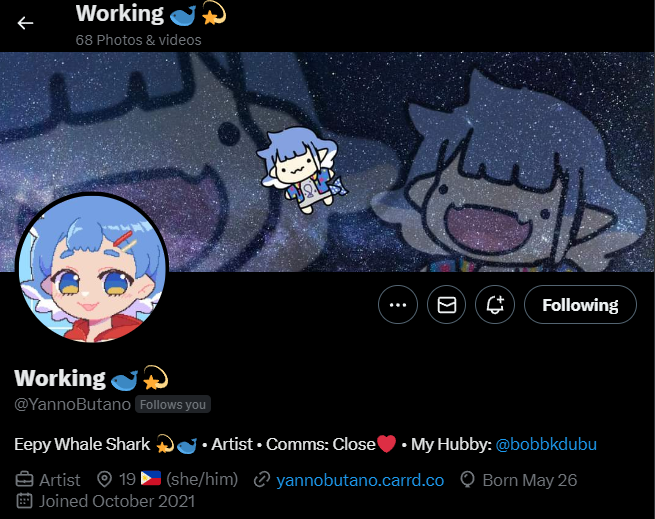 Working 🐋 💫
68 Photos & videos
Following
Working 🐋 💫
@YannoButano Follows you
Eepy Whale Shark 💫🐋 • Artist • Comms: Close❤️ • My Hubby: @bobbkdubu
Artist 19 🇵🇭 (she/him) yannobutano.carrd.co Born May 26
Joined October 2021